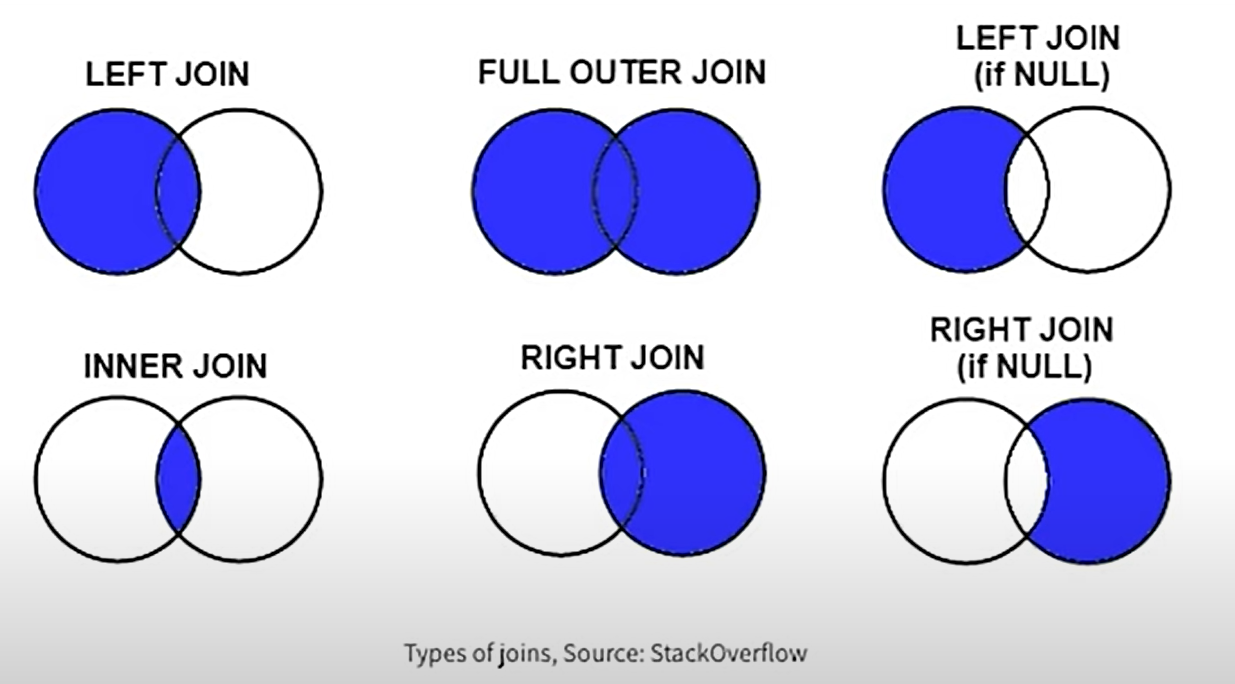 LEFT JOIN
FULL OUTER JOIN
LEFT JOIN
(if NULL)
INNER JOIN
RIGHT JOIN
RIGHT JOIN
(if NULL)
Types of joins, Source: StackOverflow